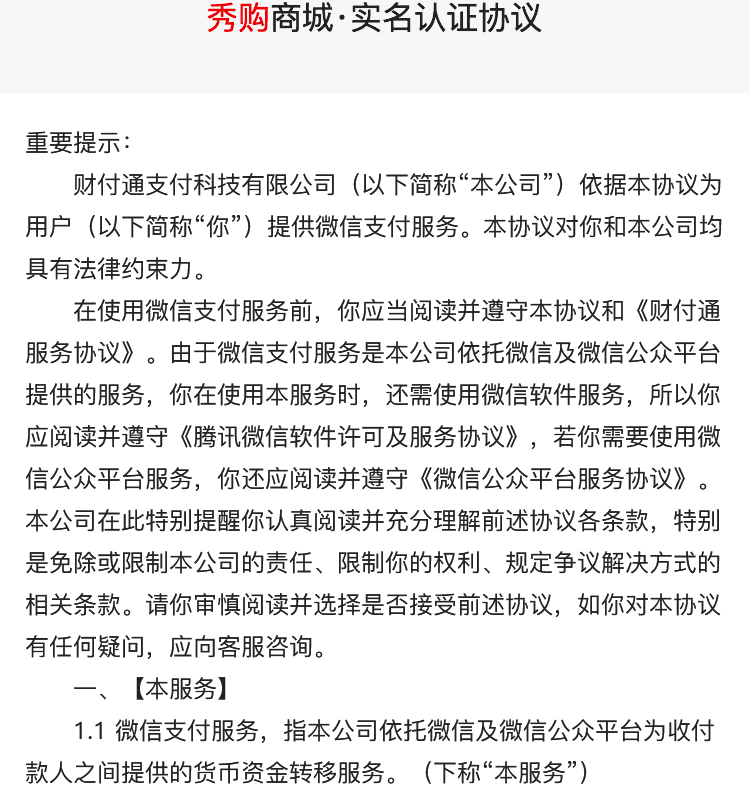 秀购商城·实名认证协议
重要提示：
财付通支付科技有限公司（以下简称“本公司”）依据本协议为
用户（以下简称“你”）提供微信支付服务。本协议对你和本公司均
具有法律约束力。
在使用微信支付服务前，你应当阅读并遵守本协议和《财付通
服务协议》。由于微信支付服务是本公司依托微信及微信公众平台
提供的服务，你在使用本服务时，还需使用微信软件服务，所以你
应阅读并遵守《腾讯微信软件许可及服务协议》，若你需要使用微
信公众平台服务，你还应阅读并遵守《微信公众平台服务协议》。
本公司在此特别提醒你认真阅读并充分理解前述协议各条款，特别
是免除或限制本公司的责任、限制你的权利、规定争议解决方式的
相关条款。请你审慎阅读并选择是否接受前述协议，如你对本协议
有任何疑问，应向客服咨询。
一、【本服务】
1.1 微信支付服务，指本公司依托微信及微信公众平台为收付
款人之间提供的货币资金转移服务。（下称“本服务”）